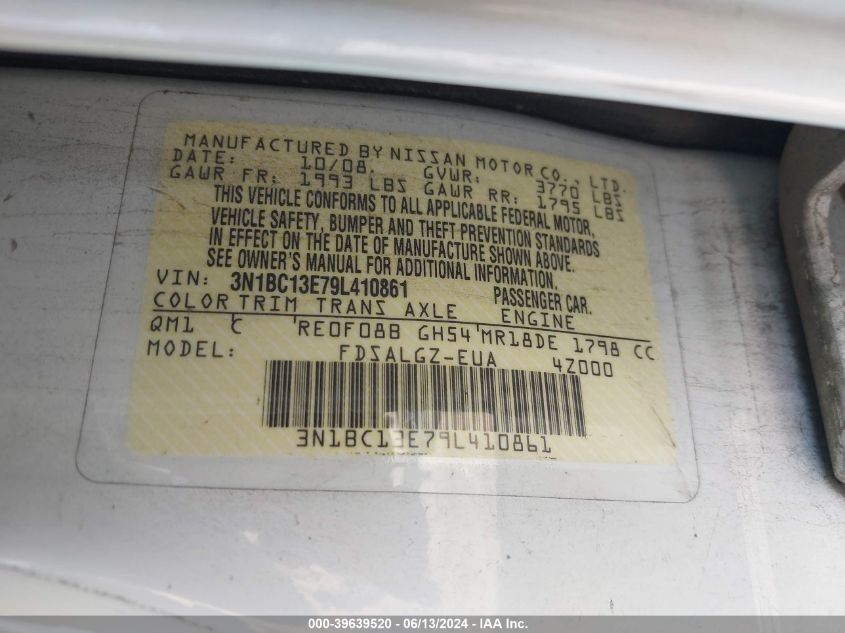 MANUFACTURED BY NISSAN MOTOR CO., LTD.
DATE: 10/08. GVWR: 3770 LBS
GAWR FR: 1993 LBS GAWR RR: 1795 LBS
THIS VEHICLE CONFORMS TO ALL APPLICABLE FEDERAL MOTOR
VEHICLE SAFETY, BUMPER AND THEFT PREVENTION STANDARDS
IN EFFECT ON THE DATE OF MANUFACTURE SHOWN ABOVE.
SEE OWNER'S MANUAL FOR ADDITIONAL INFORMATION.
VIN: 3N1BC13E79L410861 PASSENGER CAR.
COLOR TRIM TRANS AXLE ENGINE
QM1 C RE0F08B GH54 MR18DE 1798 CC
MODEL: FDSALGZ-EUA 4Z000
3N1BC13E79L410861
000-39639520 - 06/13/2024 - IAA Inc.